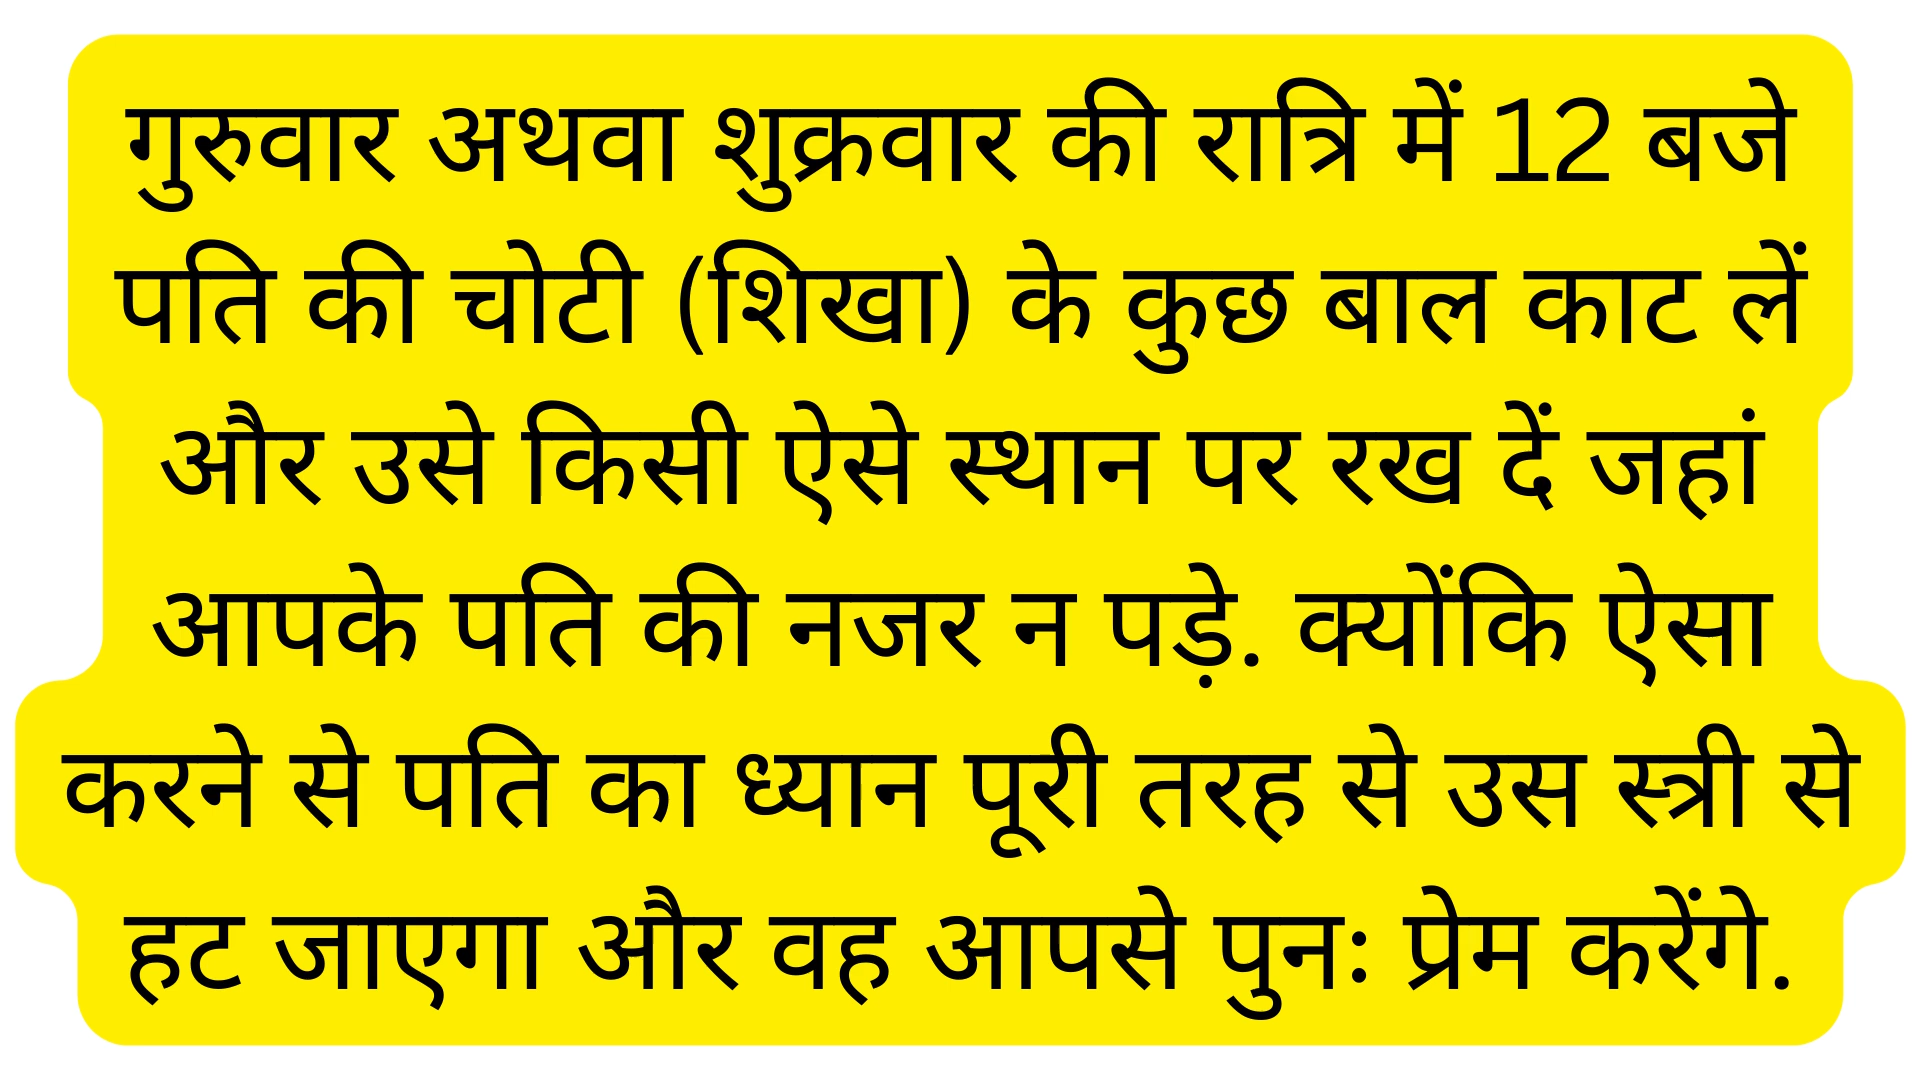 गुरुवार अथवा शुक्रवार की रात्रि में 12 बजे
पति की चोटी (शिखा) के कुछ बाल काट लें
और उसे किसी ऐसे स्थान पर रख दें जहां
आपके पति की नजर न पड़े. क्योंकि ऐसा
करने से पति का ध्यान पूरी तरह से उस स्त्री से
हट जाएगा और वह आपसे पुनः प्रेम करेंगे.